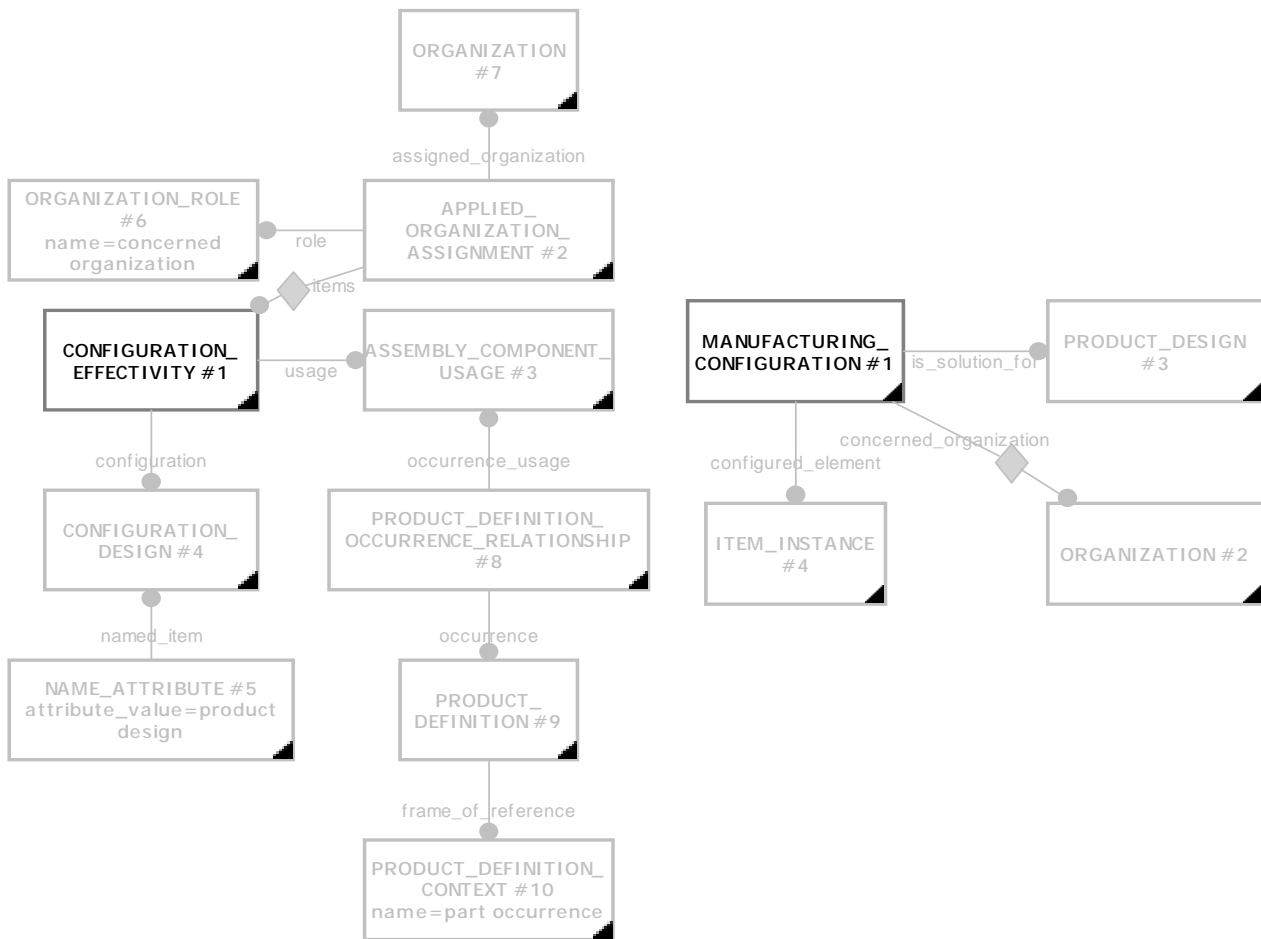 ORGANIZATION
#7
assigned_organization
ORGANIZATION_ROLE
#6
name=concerned
organization
role
APPLIED_
ORGANIZATION_
ASSIGNMENT #2
items
CONFIGURATION_
EFFECTIVITY #1
usage
ASSEMBLY_COMPONENT_
USAGE #3
configuration
occurrence_usage
CONFIGURATION_
DESIGN #4
PRODUCT_DEFINITION_
OCCURRENCE_RELATIONSHIP
#8
named_item
occurrence
NAME_ATTRIBUTE #5
attribute_value=product
design
PRODUCT_
DEFINITION #9
frame_of_reference
PRODUCT_DEFINITION_
CONTEXT #10
name=part occurrence
MANUFACTURING_
CONFIGURATION #1
is_solution_for
PRODUCT_DESIGN
#3
concerned_organization
configured_element
ITEM_INSTANCE
#4
ORGANIZATION #2